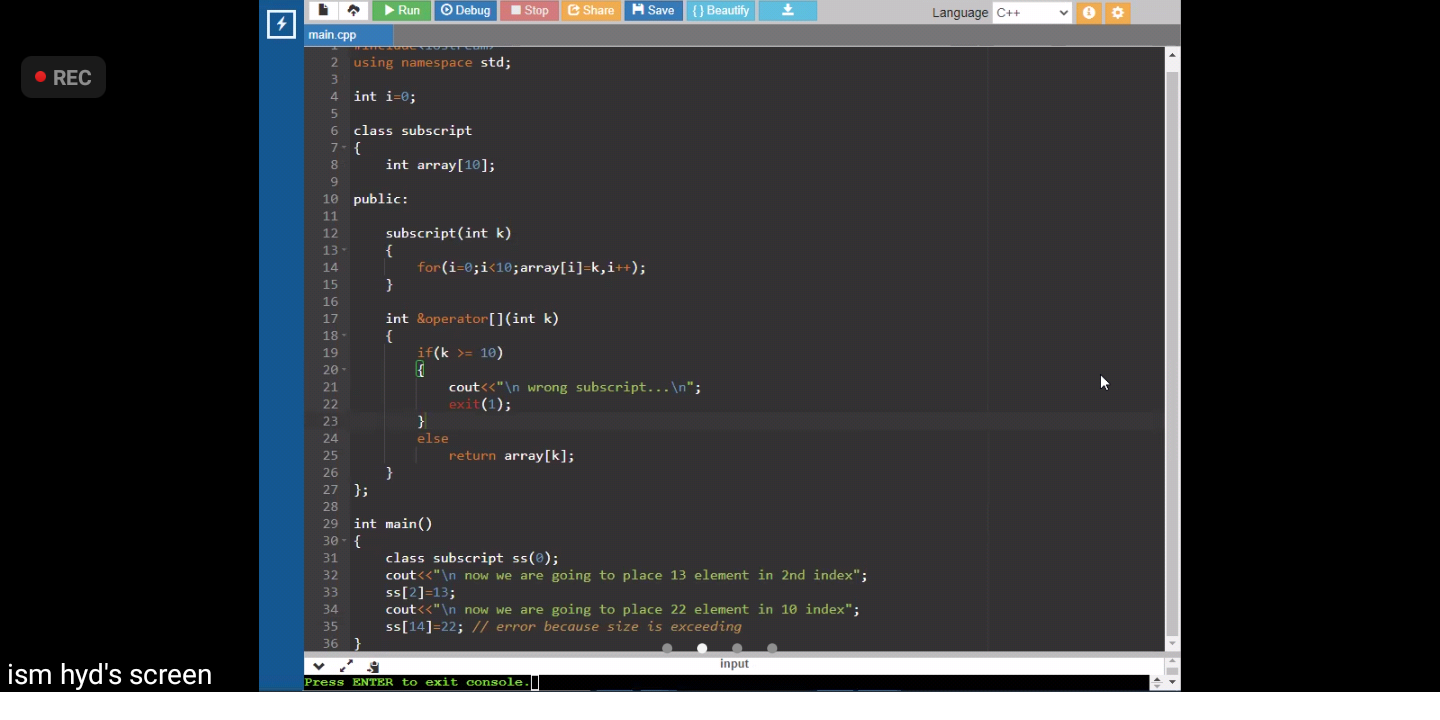 Run Debug Stop Share Save { } Beautify Language C++
main.cpp
REC
1 #include<iostream>
2 using namespace std;
3
4 int i=0;
5
6 class subscript
7 {
8 int array[10];
9
10 public:
11
12 subscript(int k)
13 {
14 for(i=0;i<10;array[i]=k,i++);
15 }
16
17 int &operator[](int k)
18 {
19 if(k >= 10)
20 {
21 cout<<"\n wrong subscript...\n";
22 exit(1);
23 }
24 else
25 return array[k];
26 }
27 };
28
29 int main()
30 {
31 class subscript ss(0);
32 cout<<"\n now we are going to place 13 element in 2nd index";
33 ss[2]=13;
34 cout<<"\n now we are going to place 22 element in 10 index";
35 ss[14]=22; // error because size is exceeding
36 }
input
Press ENTER to exit console.
ism hyd's screen